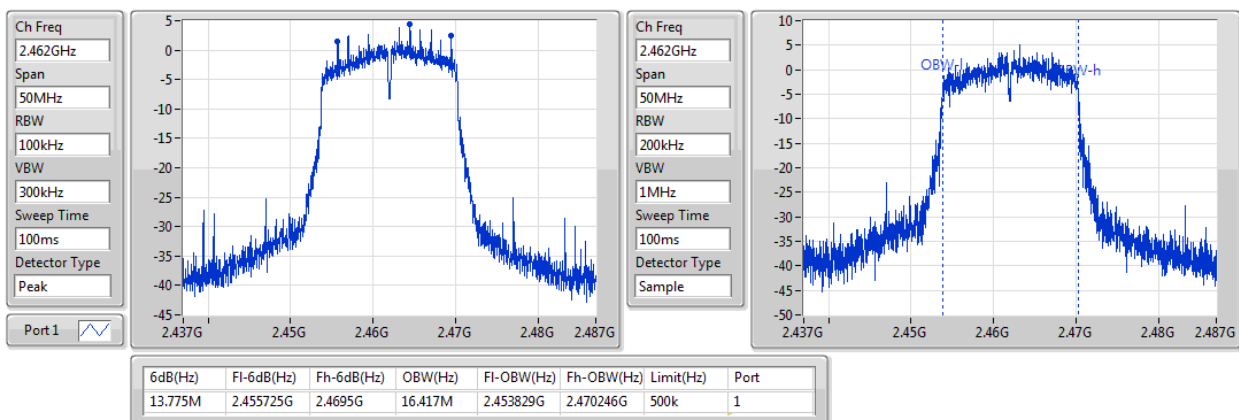 Ch Freq
2.462GHz
Span
50MHz
RBW
100kHz
VBW
300kHz
Sweep Time
100ms
Detector Type
Peak
Port 1
5
0
-5
-10
-15
-20
-25
-30
-35
-40
-45
2.437G 2.45G 2.46G 2.47G 2.48G 2.487G
Ch Freq
2.462GHz
Span
50MHz
RBW
200kHz
VBW
1MHz
Sweep Time
100ms
Detector Type
Sample
10
5
0
-5
-10
-15
-20
-25
-30
-35
-40
-45
-50
OBW-l
2.437G 2.45G 2.46G 2.47G 2.48G 2.487G
6dB(Hz) Fl-6dB(Hz) Fh-6dB(Hz) OBW(Hz) Fl-OBW(Hz) Fh-OBW(Hz) Limit(Hz) Port
13.775M 2.455725G 2.4695G 16.417M 2.453829G 2.470246G 500k 1